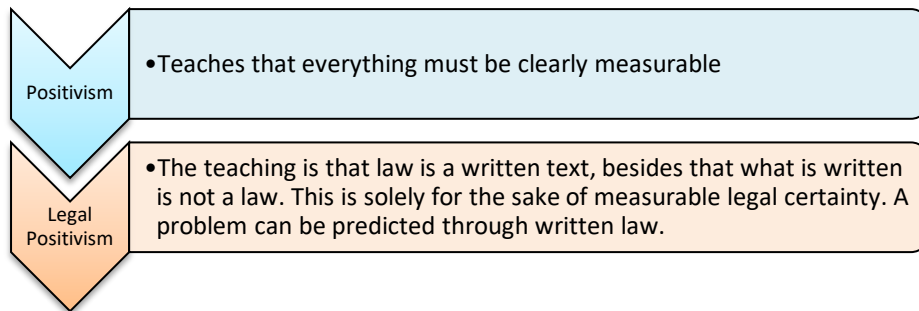 Positivism
•Teaches that everything must be clearly measurable
Legal
Positivism
•The teaching is that law is a written text, besides that what is written
is not a law. This is solely for the sake of measurable legal certainty. A
problem can be predicted through written law.